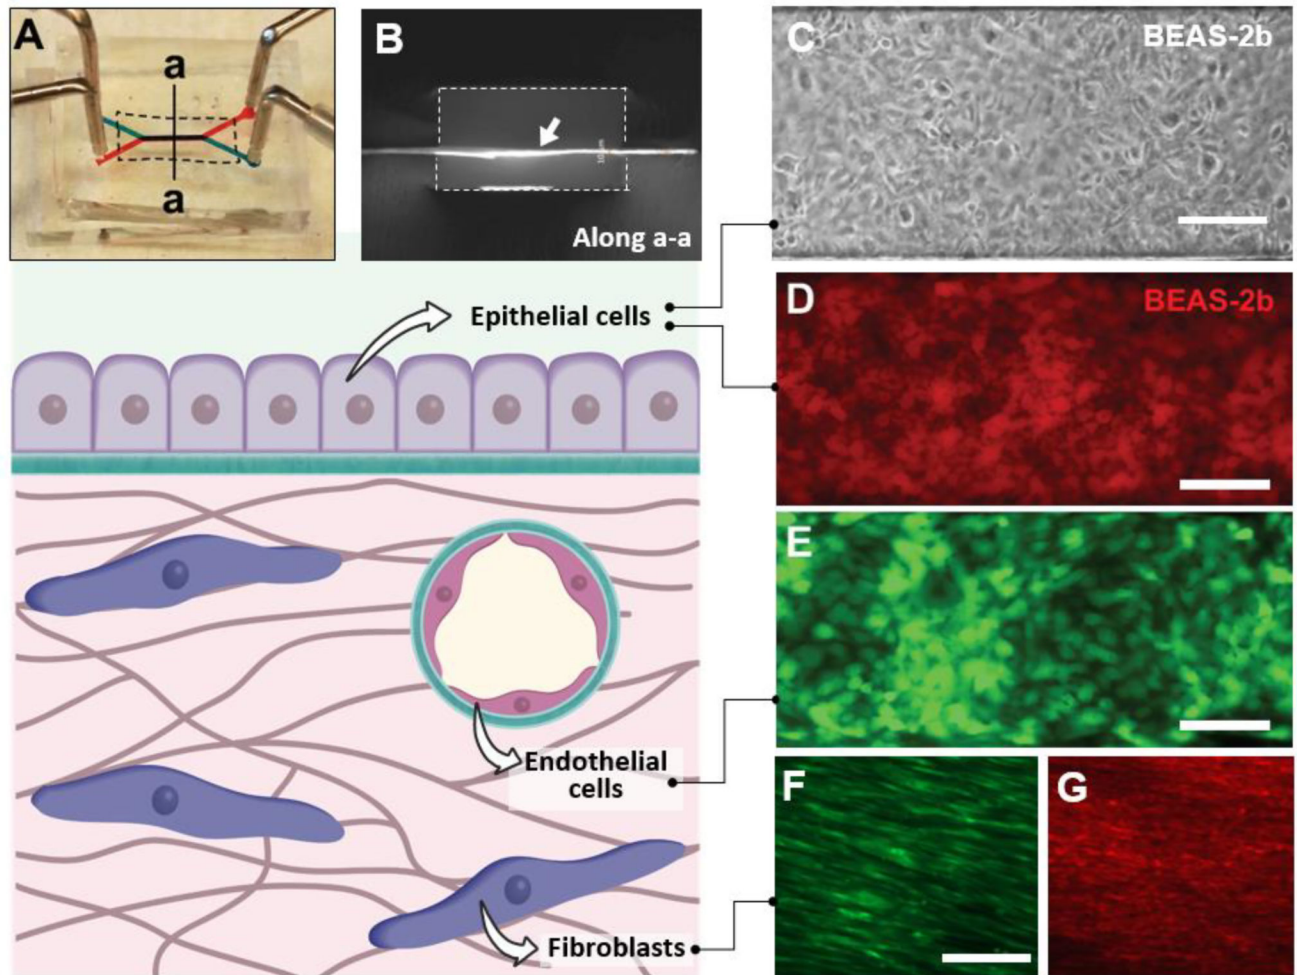 A
a
a
B
Along a-a
C
BEAS-2b
Epithelial cells
D
BEAS-2b
E
Endothelial
cells
F
G
Fibroblasts